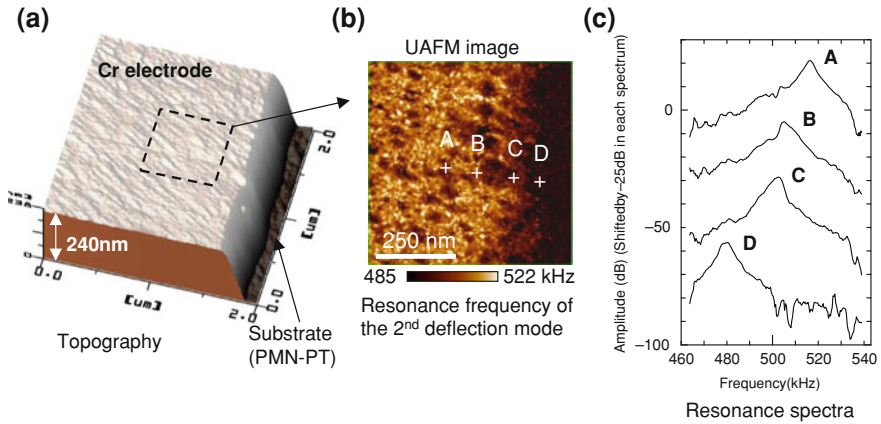 (a)
Cr electrode
240nm
0.0
[um]
2.0
0.0
[um]
2.0
Topography
Substrate
(PMN-PT)
(b)
UAFM image
A
B
C
D
250 nm
485
522 kHz
Resonance frequency of
the 2nd deflection mode
(c)
Amplitude (dB) (Shiftedby–25dB in each spectrum)
0
–50
–100
A
B
C
D
460
480
500
520
540
Frequency(kHz)
Resonance spectra